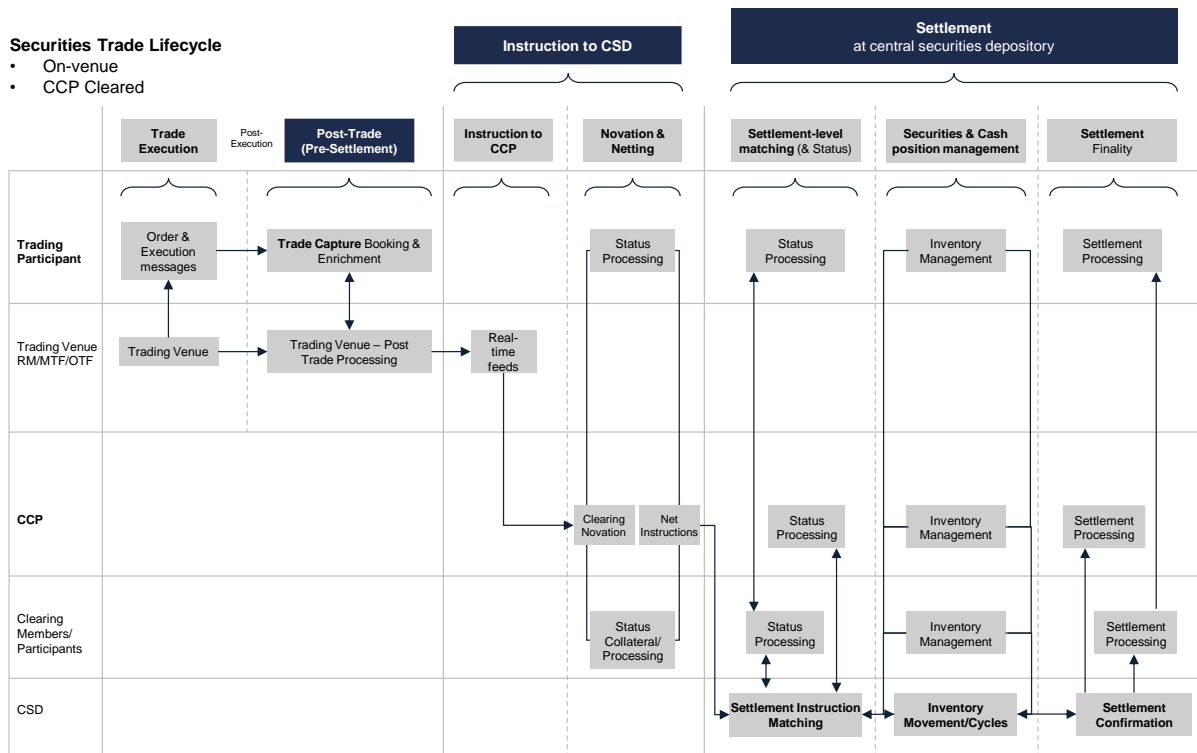 Securities Trade Lifecycle
• On-venue
• CCP Cleared
Instruction to CSD
Settlement
at central securities depository
Trade
Execution
Post-
Execution
Post-Trade
(Pre-Settlement)
Instruction to
CCP
Novation &
Netting
Settlement-level
matching (& Status)
Securities & Cash
position management
Settlement
Finality
Trading
Participant
Order &
Execution
messages
Trade Capture Booking &
Enrichment
Status
Processing
Status
Processing
Inventory
Management
Settlement
Processing
Trading Venue
RM/MTF/OTF
Trading Venue
Trading Venue – Post
Trade Processing
Real-
time
feeds
CCP
Clearing
Novation
Net
Instructions
Status
Processing
Inventory
Management
Settlement
Processing
Clearing
Members/
Participants
Status
Collateral/
Processing
Status
Processing
Inventory
Management
Settlement
Processing
CSD
Settlement Instruction
Matching
Inventory
Movement/Cycles
Settlement
Confirmation